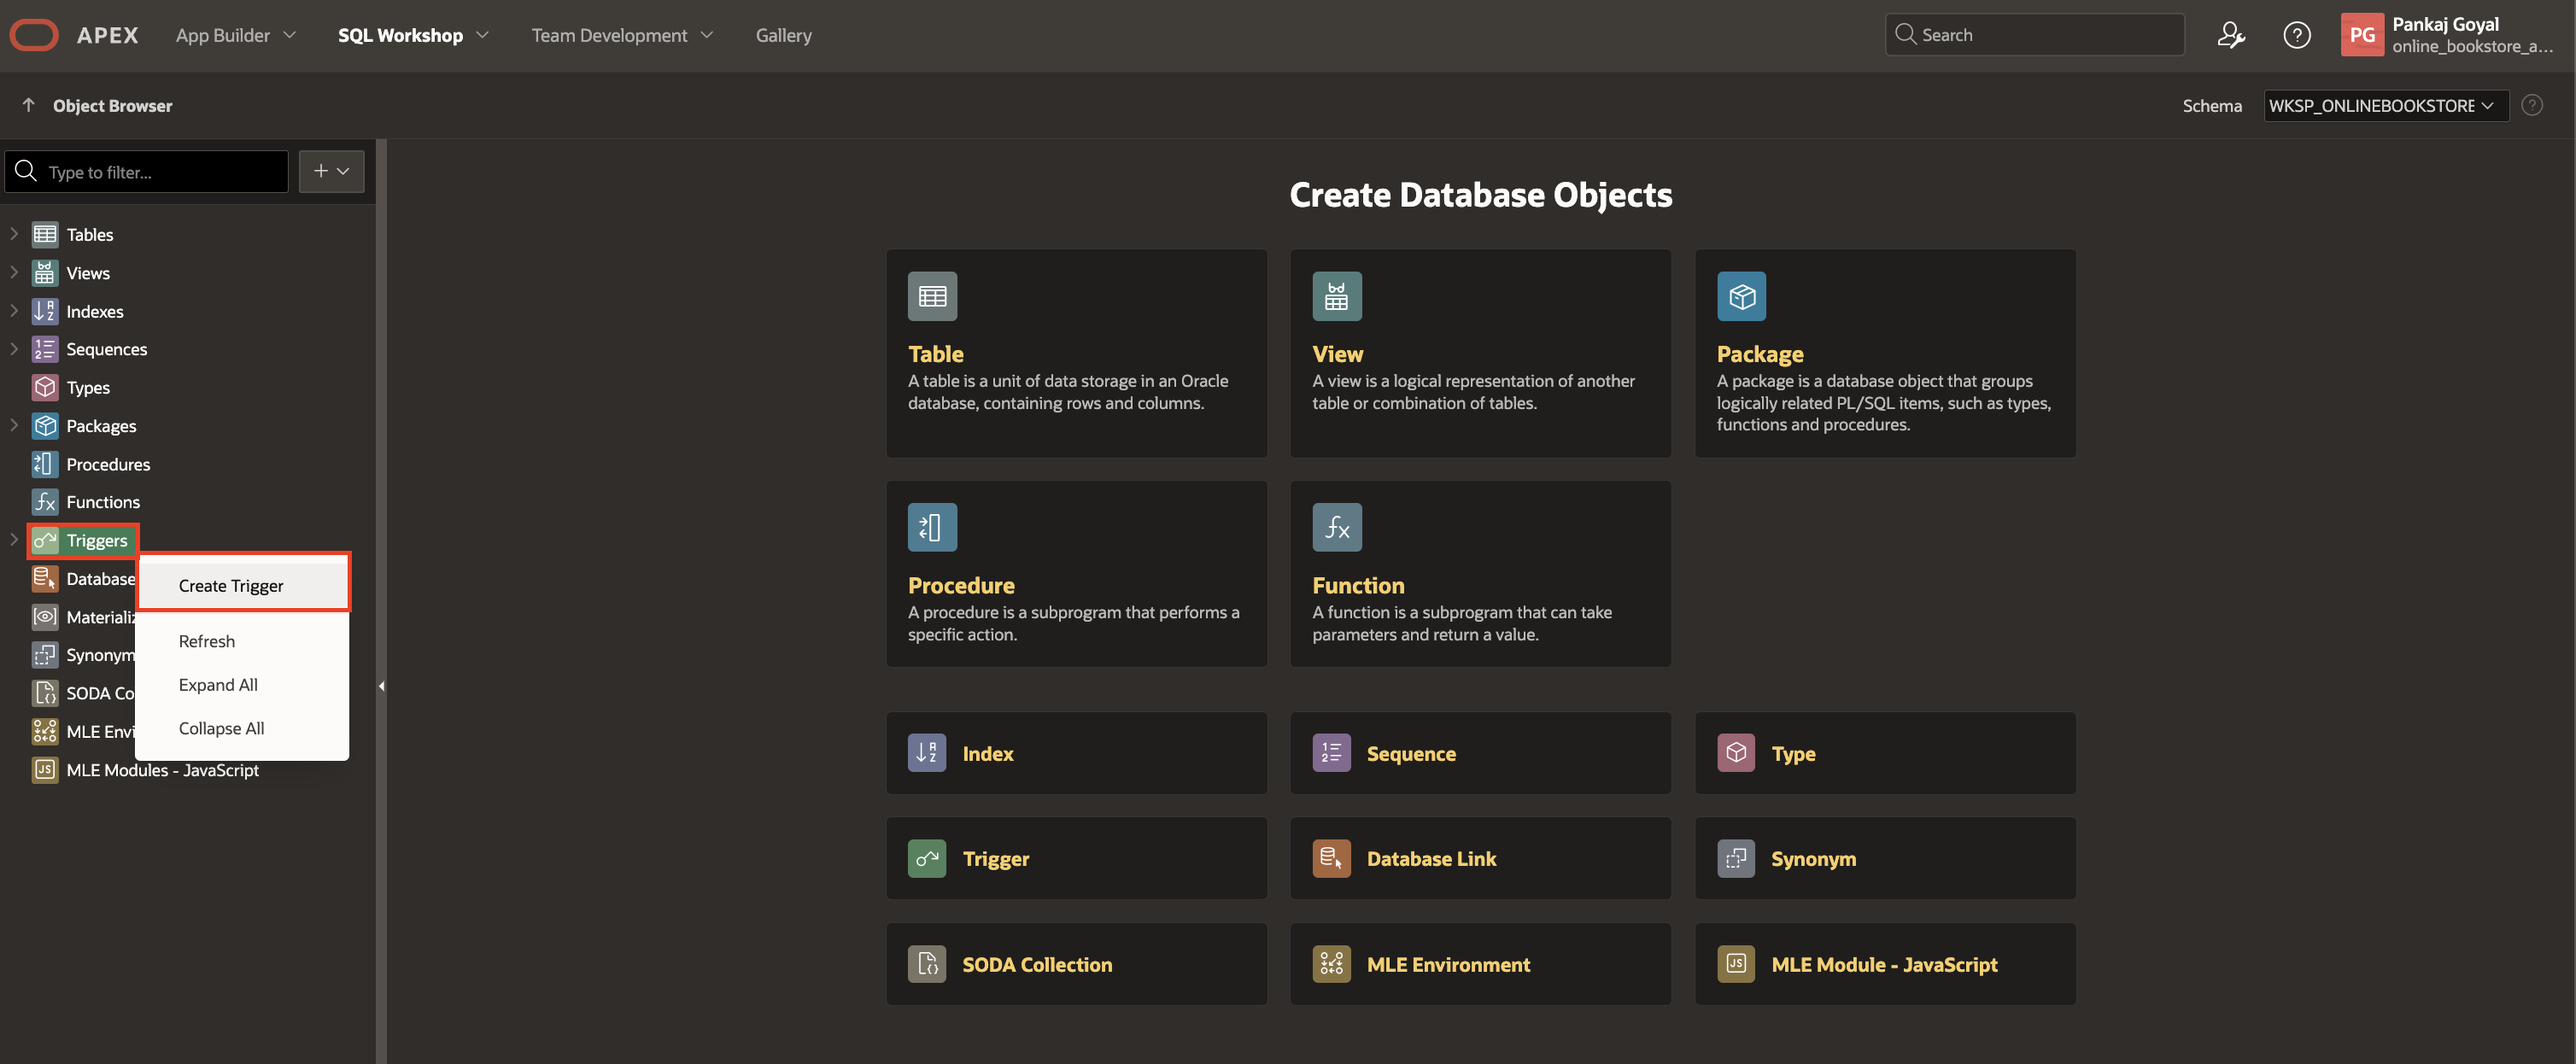 APEX
App Builder
SQL Workshop
Team Development
Gallery
Search
PG
Pankaj Goyal
online_bookstore_a...
Object Browser
Schema
WKSP_ONLINEBOOKSTORE
Type to filter...
Tables
Views
Indexes
Sequences
Types
Packages
Procedures
Functions
Triggers
Database
Materializ
Synonym
SODA Co
MLE Envi
MLE Modules - JavaScript
Create Trigger
Refresh
Expand All
Collapse All
Create Database Objects
Table
A table is a unit of data storage in an Oracle
database, containing rows and columns.
View
A view is a logical representation of another
table or combination of tables.
Package
A package is a database object that groups
logically related PL/SQL items, such as types,
functions and procedures.
Procedure
A procedure is a subprogram that performs a
specific action.
Function
A function is a subprogram that can take
parameters and return a value.
Index
Sequence
Type
Trigger
Database Link
Synonym
SODA Collection
MLE Environment
MLE Module - JavaScript